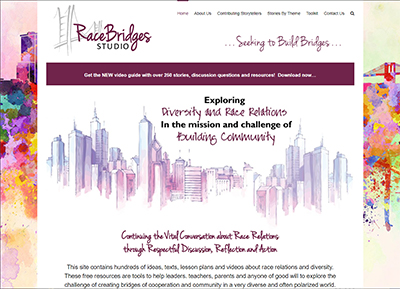 RaceBridges
STUDIO
Home About Us Contributing Storytellers Stories By Theme Toolkit Contact Us
...Seeking to Build Bridges...
Get the NEW video guide with over 260 stories, discussion questions and resources! Download now...
Exploring
Diversity and Race Relations
In the mission and challenge of
Building Community
Continuing the Vital Conversation about Race Relations
through Respectful Discussion, Reflection and Action
This site contains hundreds of ideas, texts, lesson plans and videos about race relations and diversity.
These free resources are tools to help leaders, teachers, parents and anyone of good will to explore the
challenge of creating bridges of cooperation and community in a very diverse and often polarized world.